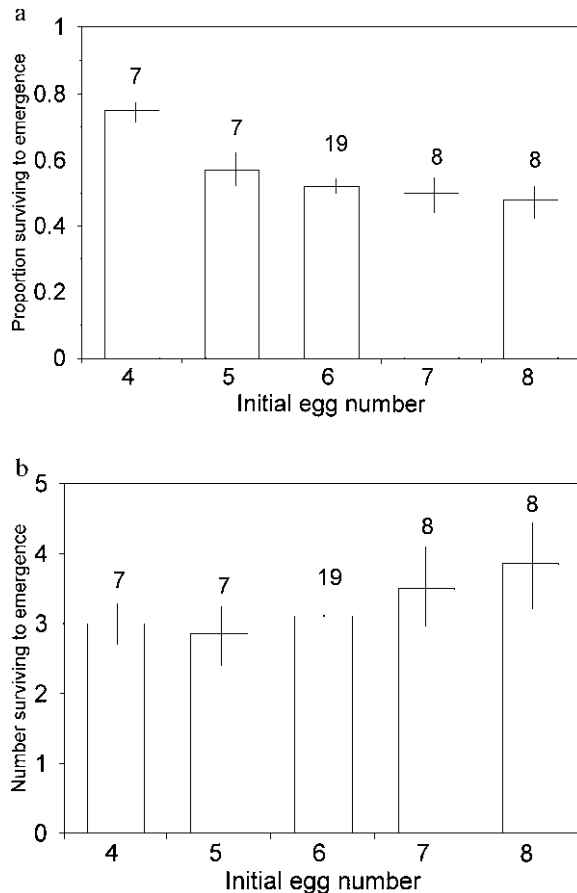 a
1
0.8
0.6
0.4
0.2
0
Proportion surviving to emergence
7
7
19
8
8
4 5 6 7 8
Initial egg number
b
5
4
3
2
1
0
Number surviving to emergence
7
7
19
8
8
4 5 6 7 8
Initial egg number